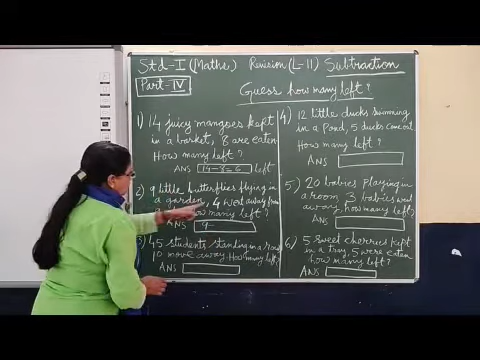 Std-I (Maths) Revision (L-11) Subtraction
Part-IV
Guess how many left?
1) 14 juicy mangoes kept
in a basket, 8 are eaten
How many left?
ANS 14-8=6 left
2) 9 little butterflies flying in
a garden, 4 wet away from
how many left?
ANS 9-
3) 45 students standing in a row
10 move away. How many left?
ANS
4) 12 little ducks swimming
in a Pond, 5 ducks come out
How many left?
ANS
5) 20 babies playing in
a room 3 babies went
away, how many left?
ANS
6) 5 sweet cherries kept
in a tray, 5 were eaten
how many left?
ANS